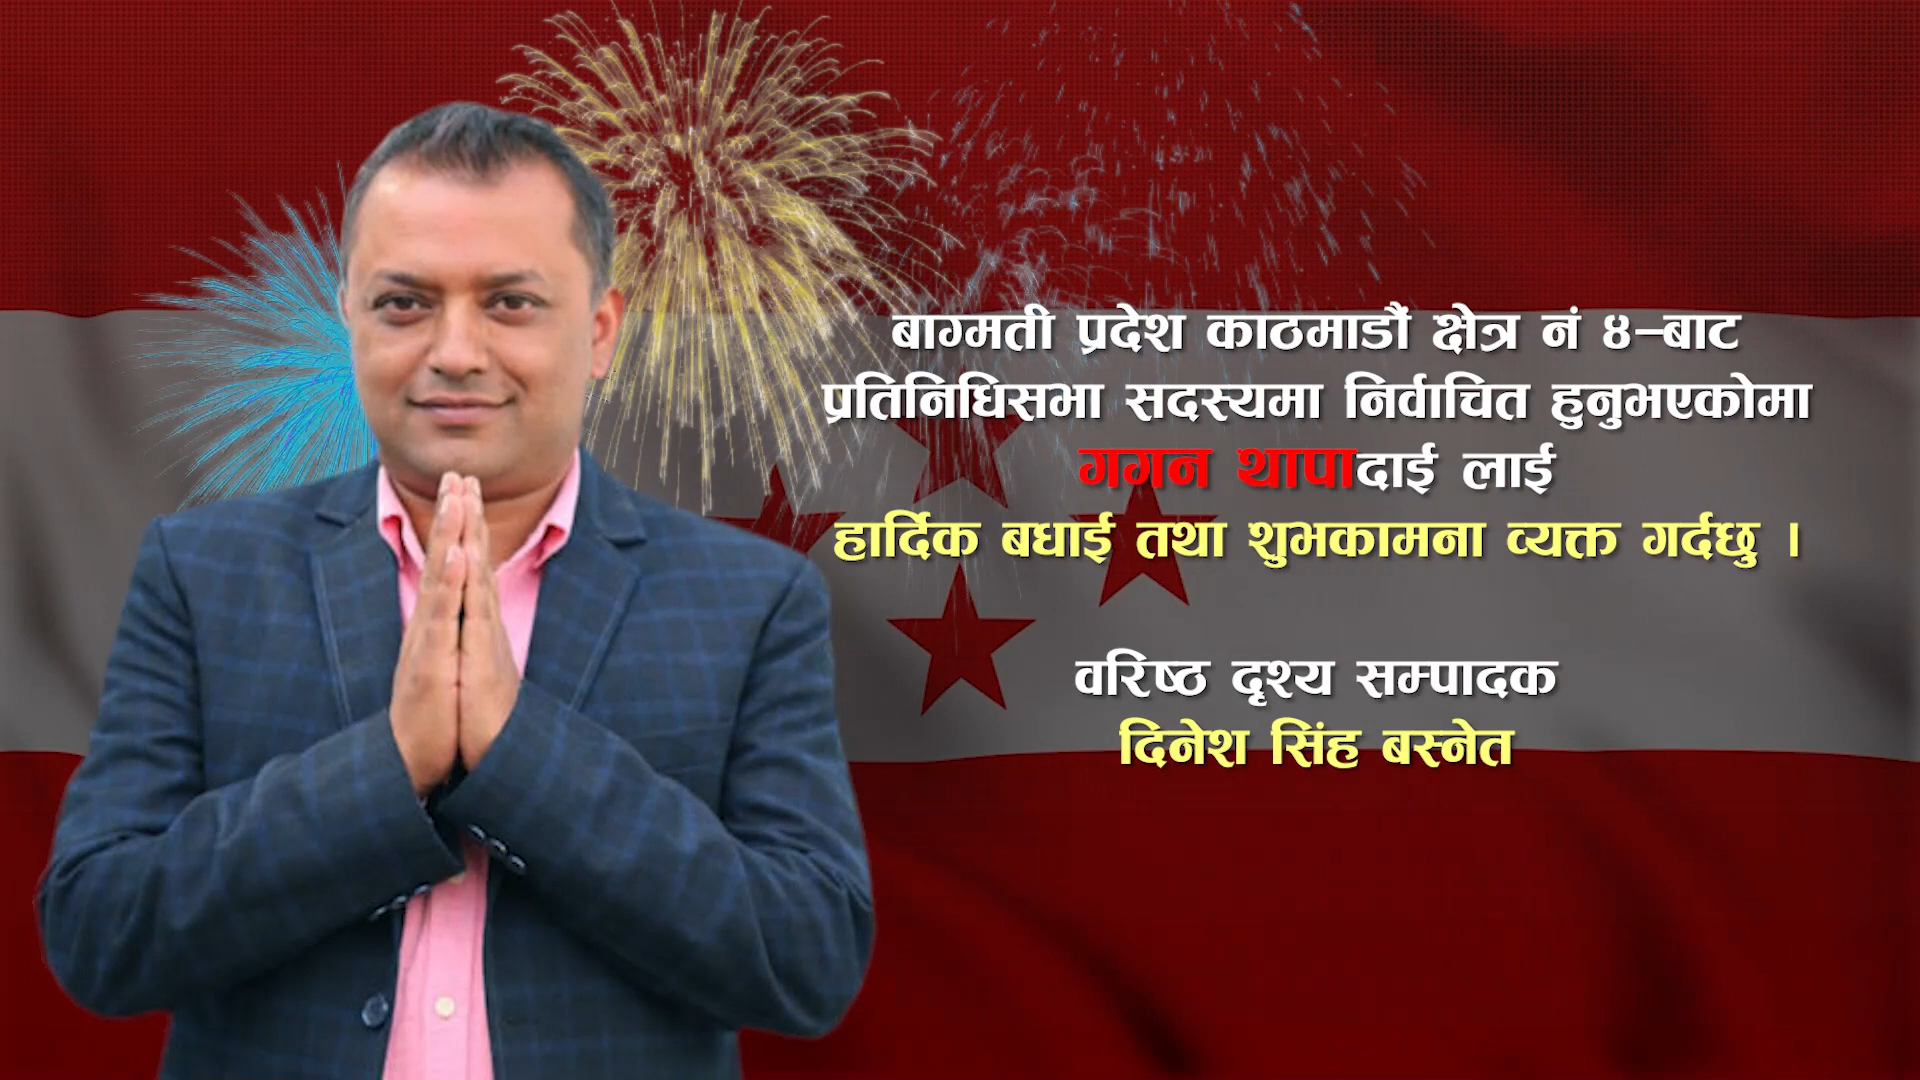 बाग्मती प्रदेश काठमाडौं क्षेत्र नं ४-बाट
प्रतिनिधिसभा सदस्यमा निर्वाचित हुनुभएकोमा
गगन थापादाई लाई
हार्दिक बधाई तथा शुभकामना व्यक्त गर्दछु ।
वरिष्ठ दृश्य सम्पादक
दिनेश सिंह बस्नेत